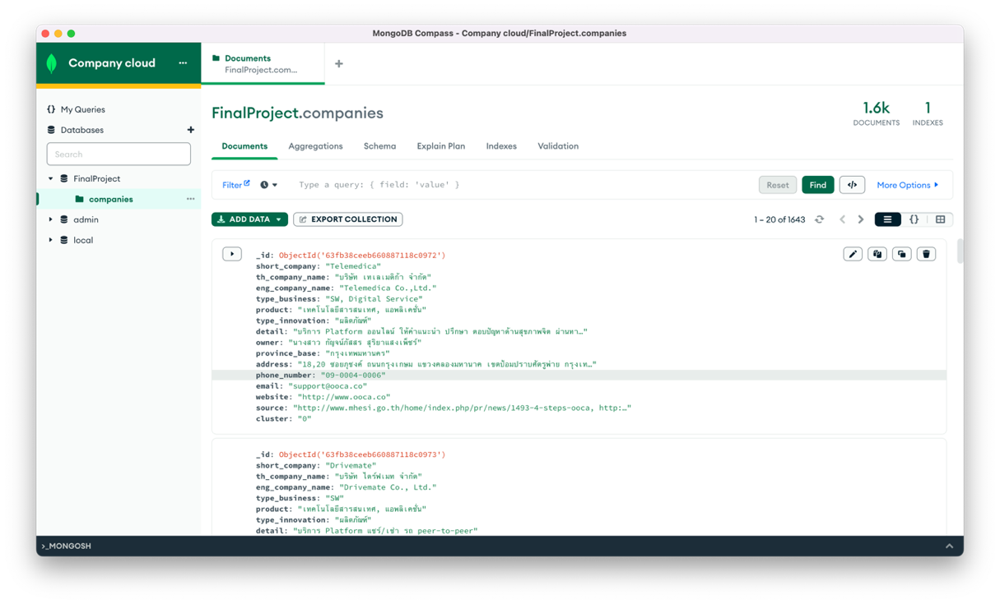 MongoDB Compass - Company cloud/FinalProject.companies
Company cloud
Documents
FinalProject.com...
My Queries
Databases
Search
FinalProject
companies
admin
local
FinalProject.companies
1.6k
DOCUMENTS
1
INDEXES
Documents
Aggregations
Schema
Explain Plan
Indexes
Validation
Filter
Type a query: { field: 'value' }
Reset
Find
</>
More Options
ADD DATA
EXPORT COLLECTION
1 – 20 of 1643
{}
_id: ObjectId('63fb38ceeb660887118c0972')
short_company: "Telemedica"
th_company_name: "บริษัท เทเลเมดิก้า จำกัด"
eng_company_name: "Telemedica Co.,Ltd."
type_business: "SW, Digital Service"
product: "เทคโนโลยีสารสนเทศ, แอพลิเคชั่น"
type_innovation: "ผลิตภัณฑ์"
detail: "บริการ Platform ออนไลน์ ให้คำแนะนำ ปรึกษา ตอบปัญหาด้านสุขภาพจิต ผ่านทา…"
owner: "นางสาว กัญจน์ภัสสร สุริยาแสงเพ็ชร์"
province_base: "กรุงเทพมหานคร"
address: "18,20 ซอยภุชงค์ ถนนกรุงเกษม แขวงคลองมหานาค เขตป้อมปราบศัตรูพ่าย กรุงเท…"
phone_number: "09-0004-0006"
email: "support@ooca.co"
website: "http://www.ooca.co"
source: "http://www.mhesi.go.th/home/index.php/pr/news/1493-4-steps-ooca, http:…"
cluster: "0"
_id: ObjectId('63fb38ceeb660887118c0973')
short_company: "Drivemate"
th_company_name: "บริษัท ไดร์ฟเมท จำกัด"
eng_company_name: "Drivemate Co., Ltd."
type_business: "SW"
product: "เทคโนโลยีสารสนเทศ, แอพลิเคชั่น"
type_innovation: "ผลิตภัณฑ์"
detail: "บริการ Platform แชร์/เช่า รถ peer-to-peer"
>_MONGOSH